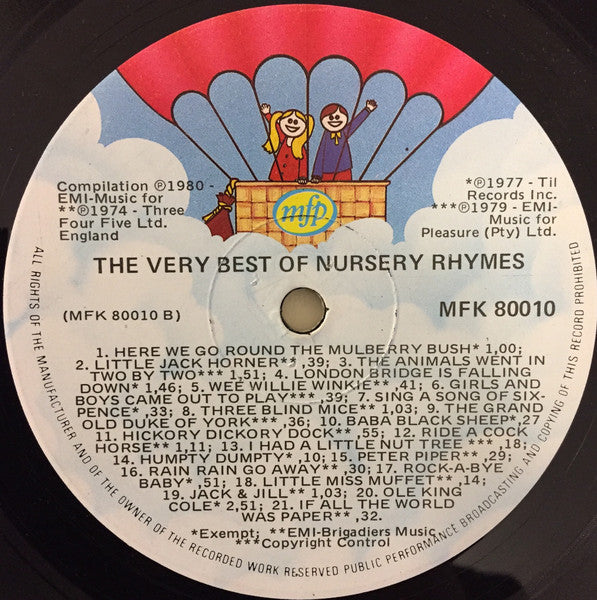 Compilation ℗1980 -
EMI-Music for
**℗1974 - Three
Four Five Ltd.
England
*℗1977 - Til
Records Inc.
***℗1979 - EMI-
Music for
Pleasure (Pty) Ltd.
mfp
THE VERY BEST OF NURSERY RHYMES
(MFK 80010 B)
MFK 80010
1. HERE WE GO ROUND THE MULBERRY BUSH* 1,00;
2. LITTLE JACK HORNER** ,39; 3. THE ANIMALS WENT IN
TWO BY TWO*** 1,51; 4. LONDON BRIDGE IS FALLING
DOWN* 1,46; 5. WEE WILLIE WINKIE** ,41; 6. GIRLS AND
BOYS CAME OUT TO PLAY*** ,39; 7. SING A SONG OF SIX-
PENCE* ,33; 8. THREE BLIND MICE** 1,03; 9. THE GRAND
OLD DUKE OF YORK*** ,36; 10. BABA BLACK SHEEP* ,27
11. HICKORY DICKORY DOCK** ,55; 12. RIDE A COCK
HORSE** 1,11; 13. I HAD A LITTLE NUT TREE *** ,18;
14. HUMPTY DUMPTY* ,10; 15. PETER PIPER** ,29;
16. RAIN RAIN GO AWAY** ,30; 17. ROCK-A-BYE
BABY* ,51; 18. LITTLE MISS MUFFET** ,14;
19. JACK & JILL** 1,03; 20. OLE KING
COLE* 2,51; 21. IF ALL THE WORLD
WAS PAPER** ,32.
*Exempt; **EMI-Brigadiers Music
***Copyright Control
ALL RIGHTS OF THE MANUFACTURER AND OF THE OWNER OF THE RECORDED WORK RESERVED PUBLIC PERFORMANCE BROADCASTING AND COPYING OF THIS RECORD PROHIBITED